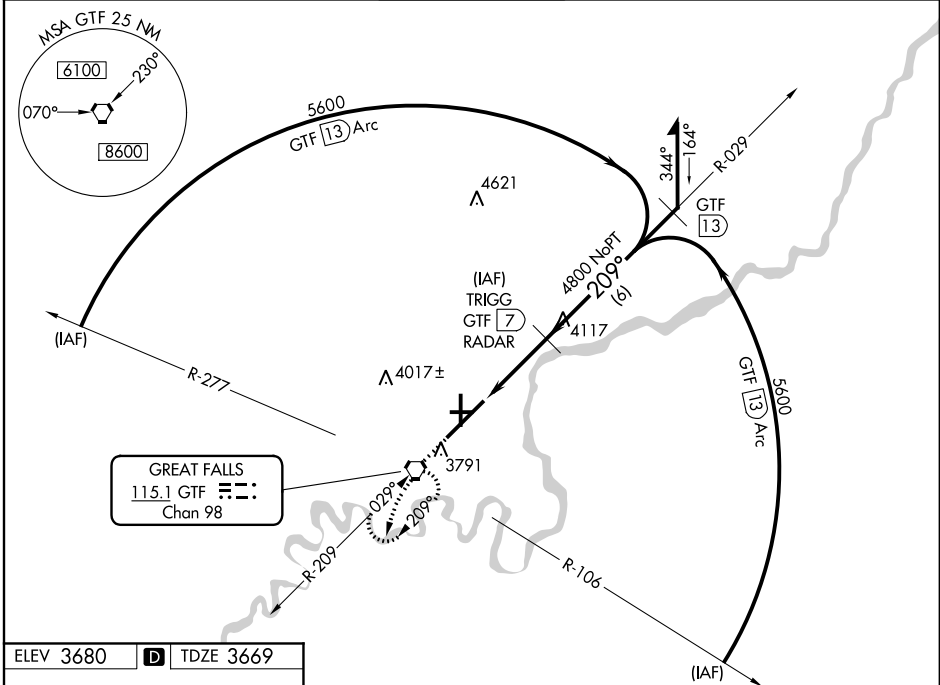 MSA GTF 25 NM
6100
230°
070°
8600
5600
GTF 13 Arc
4621
344°
164°
R-029
GTF
13
4800 NoPT
209°
(6)
(IAF)
TRIGG
GTF 7
RADAR
4117
(IAF)
R-277
4017±
5600
GTF 13 Arc
3791
GREAT FALLS
115.1 GTF
Chan 98
029°
209°
R-209
R-106
(IAF)
ELEV 3680 D TDZE 3669